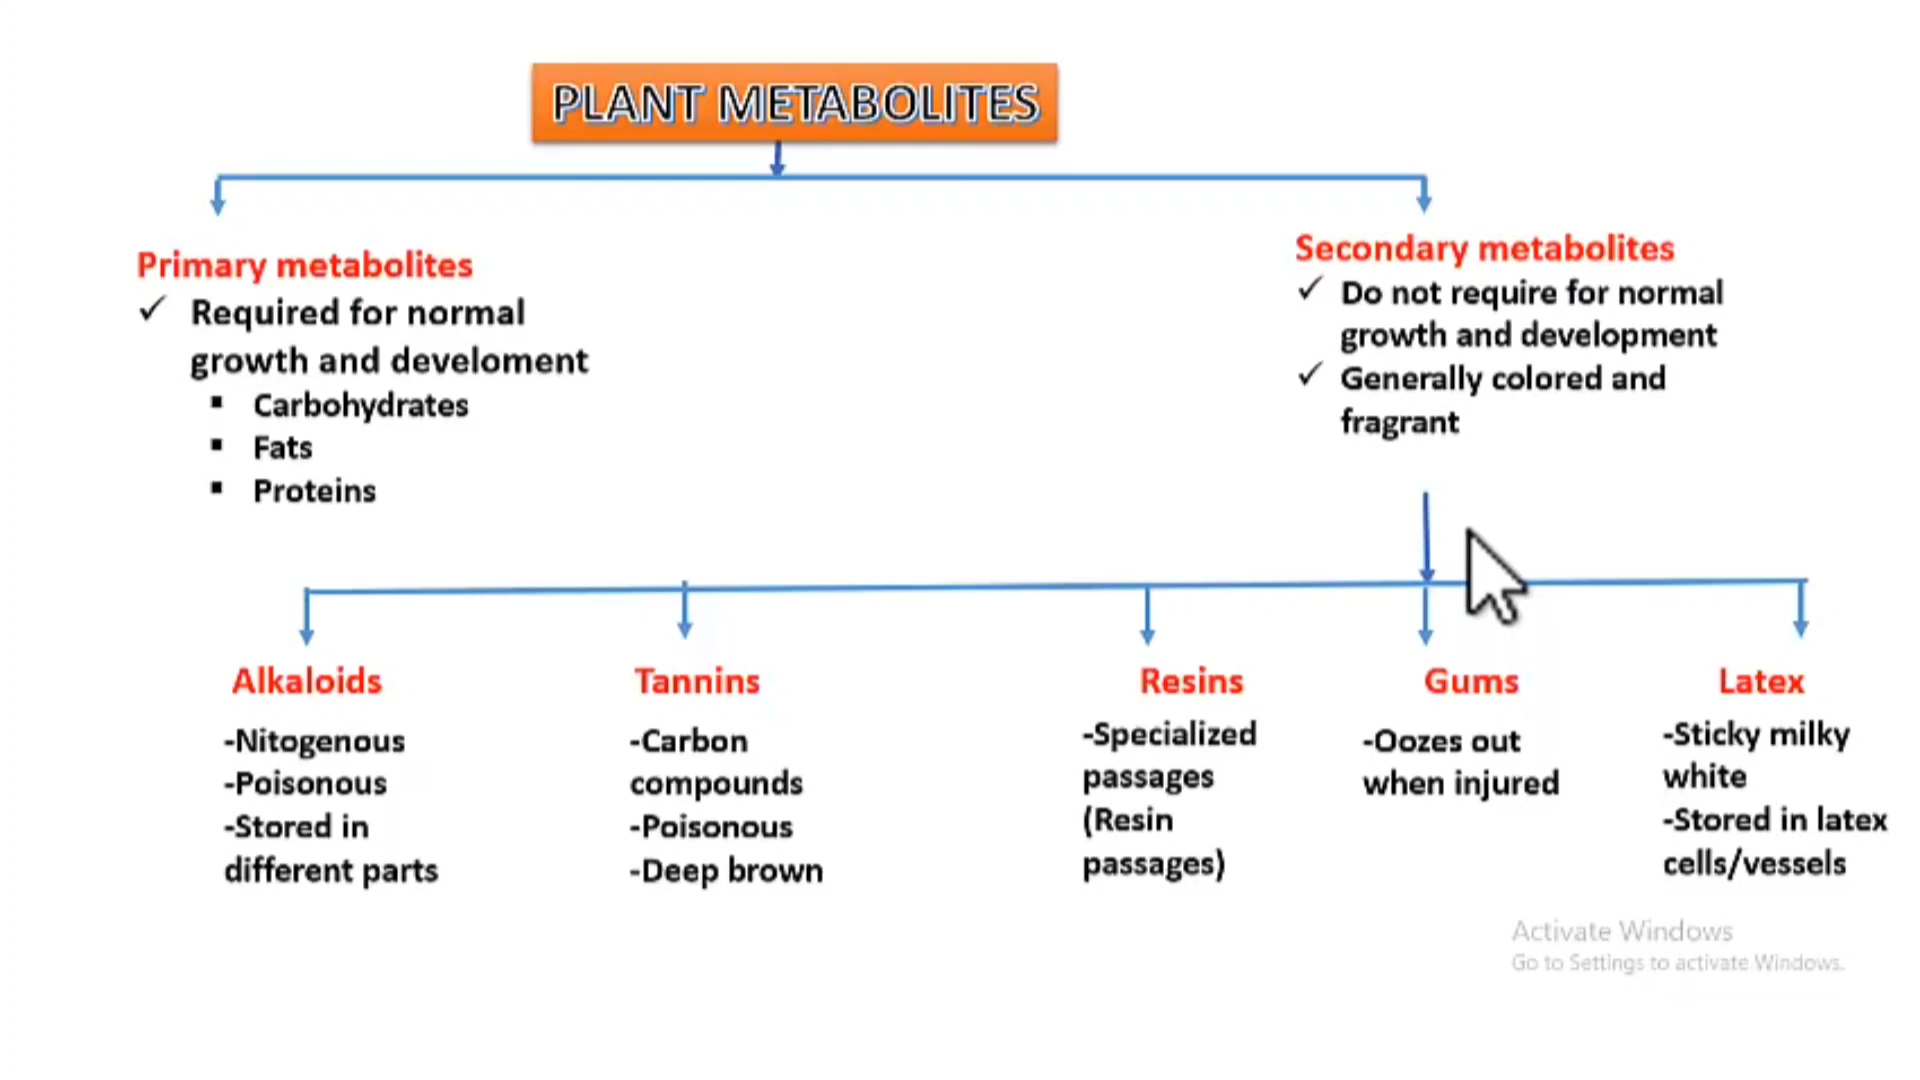 PLANT METABOLITES
Primary metabolites
✓ Required for normal
growth and develoment
▪ Carbohydrates
▪ Fats
▪ Proteins
Secondary metabolites
✓ Do not require for normal
growth and development
✓ Generally colored and
fragrant
Alkaloids
-Nitogenous
-Poisonous
-Stored in
different parts
Tannins
-Carbon
compounds
-Poisonous
-Deep brown
Resins
-Specialized
passages
(Resin
passages)
Gums
-Oozes out
when injured
Latex
-Sticky milky
white
-Stored in latex
cells/vessels
Activate Windows
Go to Settings to activate Windows.